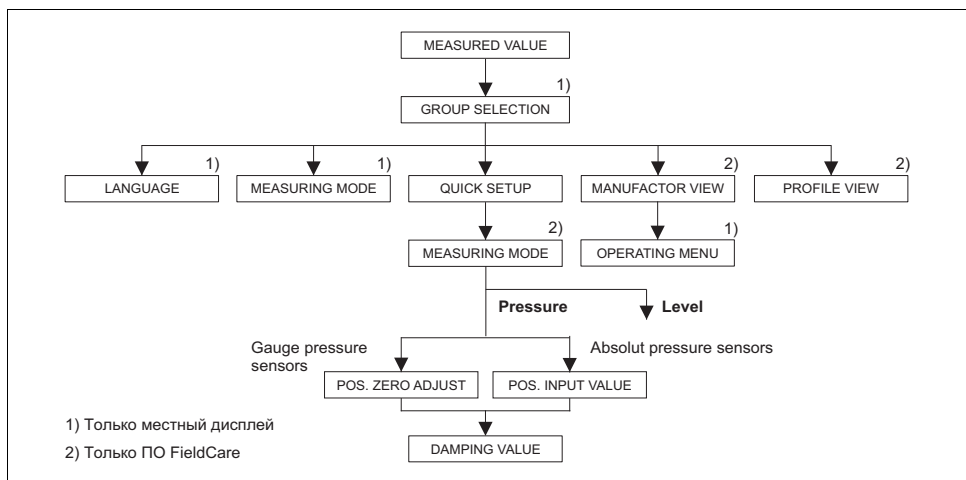 MEASURED VALUE
1)
GROUP SELECTION
1)
LANGUAGE
1)
MEASURING MODE
QUICK SETUP
2)
MANUFACTOR VIEW
2)
PROFILE VIEW
2)
MEASURING MODE
1)
OPERATING MENU
Pressure
Level
Gauge pressure
sensors
Absolut pressure sensors
POS. ZERO ADJUST
POS. INPUT VALUE
1) Только местный дисплей
2) Только ПО FieldCare
DAMPING VALUE